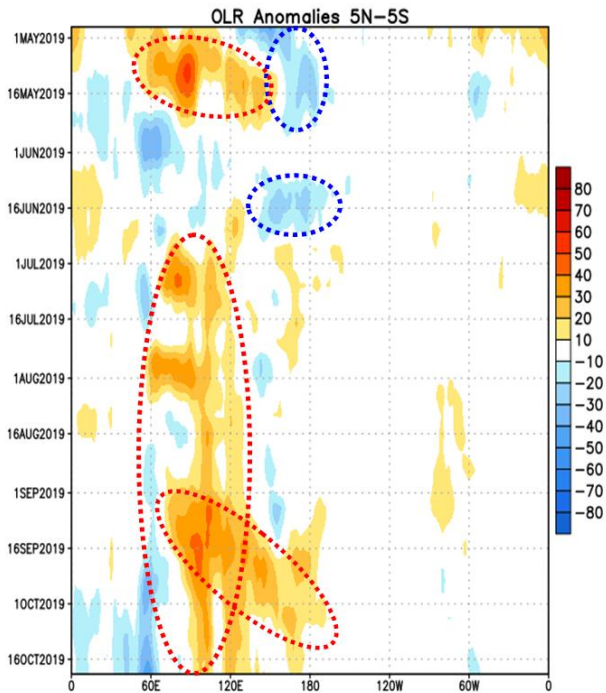 OLR Anomalies 5N-5S
1MAY2019
16MAY2019
1JUN2019
16JUN2019
1JUL2019
16JUL2019
1AUG2019
16AUG2019
1SEP2019
16SEP2019
1OCT2019
16OCT2019
0 60E 120E 180 120W 60W 0
80
70
60
50
40
30
20
10
-10
-20
-30
-40
-50
-60
-70
-80